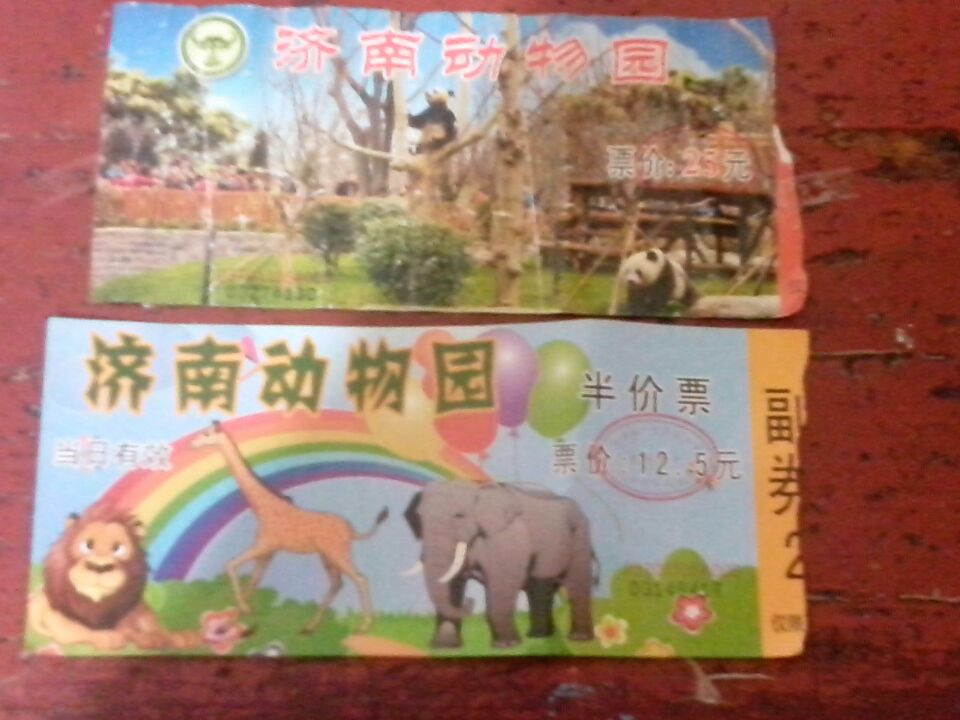 济南动物园
票价:25元
济南动物园
半价票
当日有效
票价:12.5元
副券
03149417